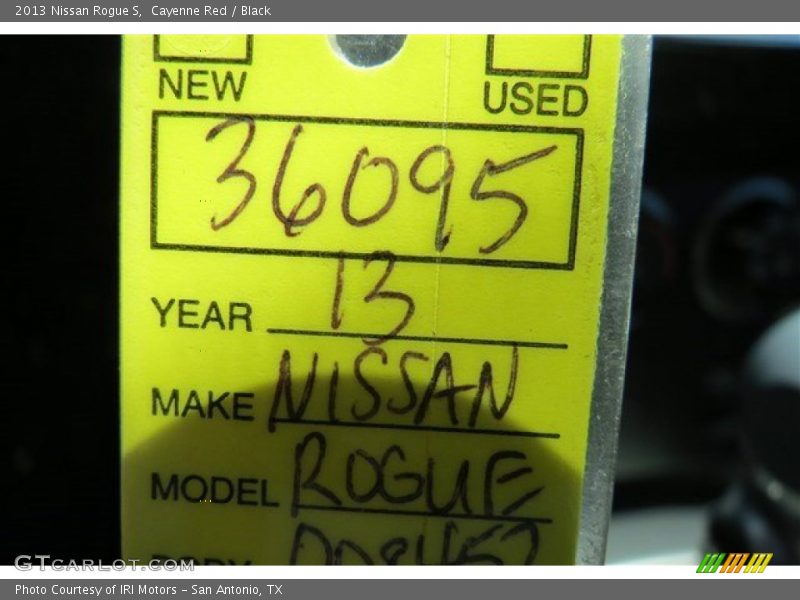 2013 Nissan Rogue S, Cayenne Red / Black
NEW USED
36095
YEAR 13
MAKE NISSAN
MODEL ROGUE
GTcarlot.com
Photo Courtesy of IRI Motors - San Antonio, TX